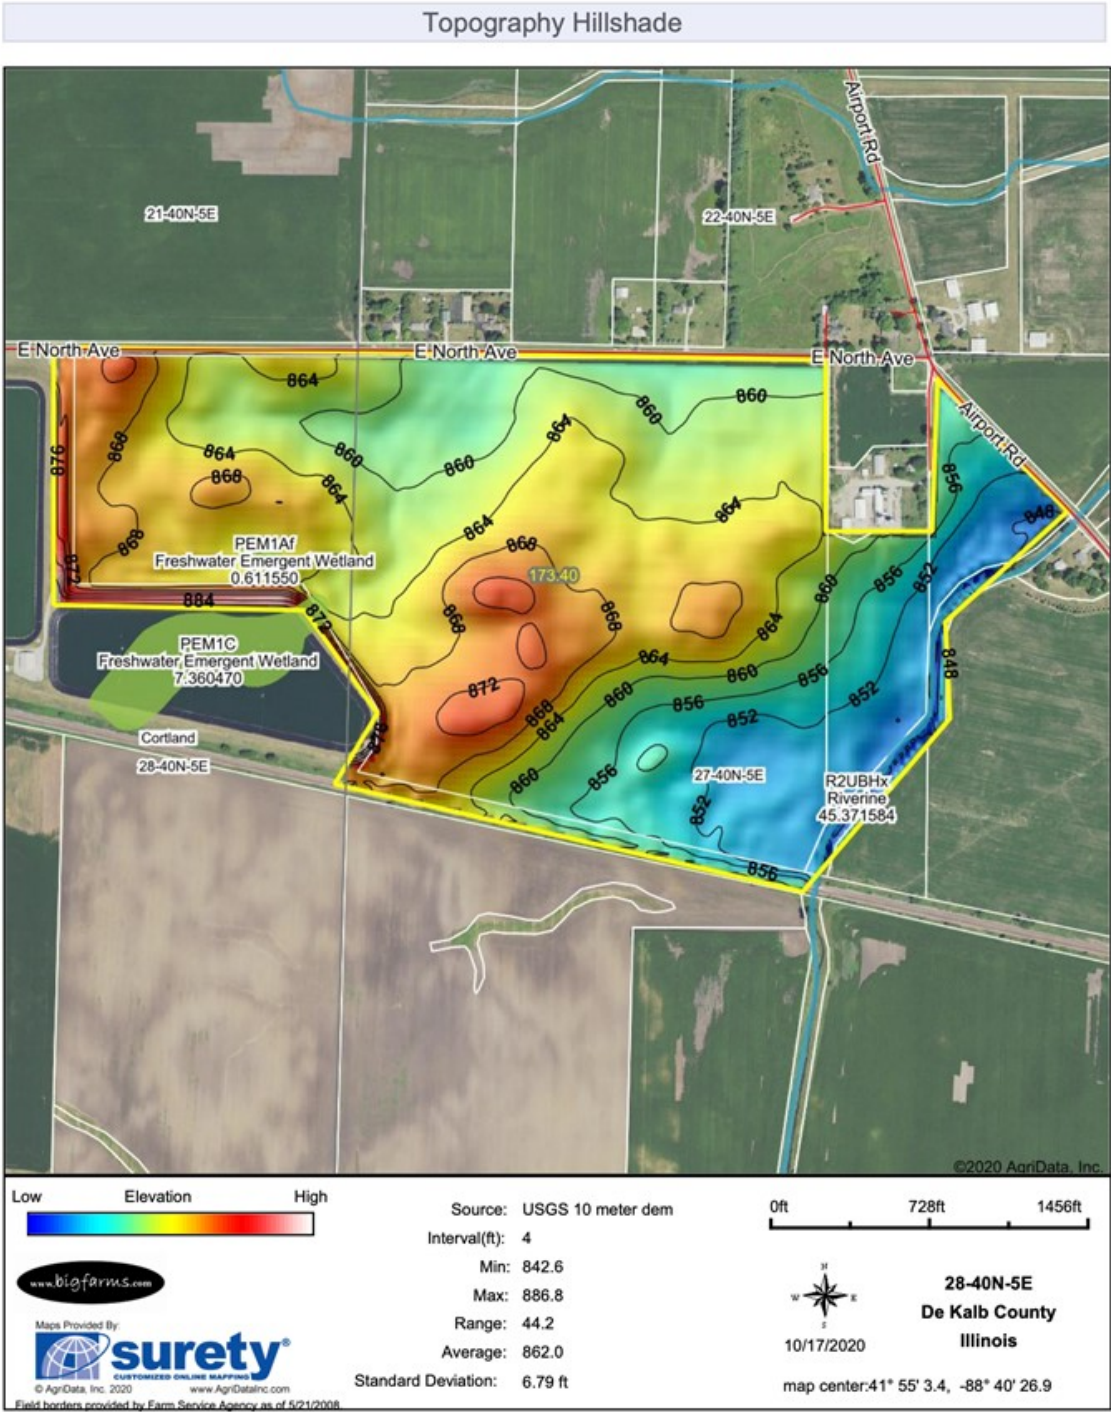 Topography Hillshade
Airport Rd
21-40N-5E
22-40N-5E
E North Ave
E North Ave
E North Ave
Airport Rd
864
860
860
868
864
860
860
864
876
868
864
864
864
856
848
868
872
PEM1Af
Freshwater Emergent Wetland
0.611550
868
173.40
884
872
868
868
864
860
856
852
PEM1C
Freshwater Emergent Wetland
7.360470
864
860
856
852
848
872
868
864
860
856
852
876
Cortland
28-40N-5E
860
856
852
27-40N-5E
R2UBHx
Riverine
45.371584
856
©2020 AgriData, Inc.
Low Elevation High
Source: USGS 10 meter dem
Interval(ft): 4
Min: 842.6
Max: 886.8
Range: 44.2
Average: 862.0
Standard Deviation: 6.79 ft
0ft 728ft 1456ft
N
W E
S
10/17/2020
28-40N-5E
De Kalb County
Illinois
map center:41° 55' 3.4, -88° 40' 26.9
www.bigfarms.com
Maps Provided By:
surety®
CUSTOMIZED ONLINE MAPPING
© AgriData, Inc. 2020 www.AgriDataInc.com
Field borders provided by Farm Service Agency as of 5/21/2008.